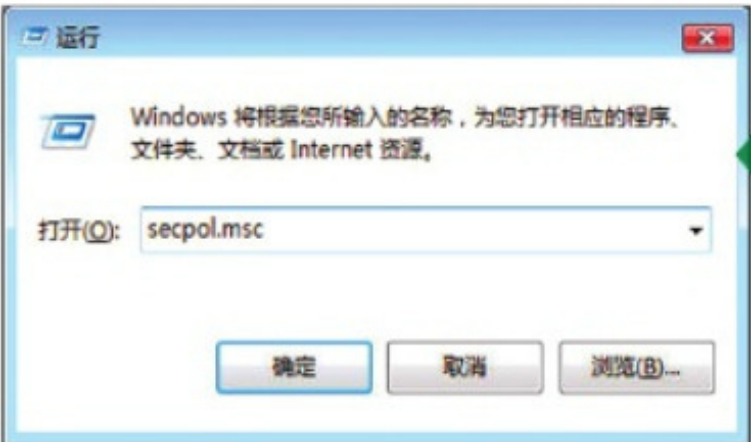 运行
Windows 将根据您所输入的名称，为您打开相应的程序、
文件夹、文档或 Internet 资源。
打开(O): secpol.msc
确定 取消 浏览(B)...